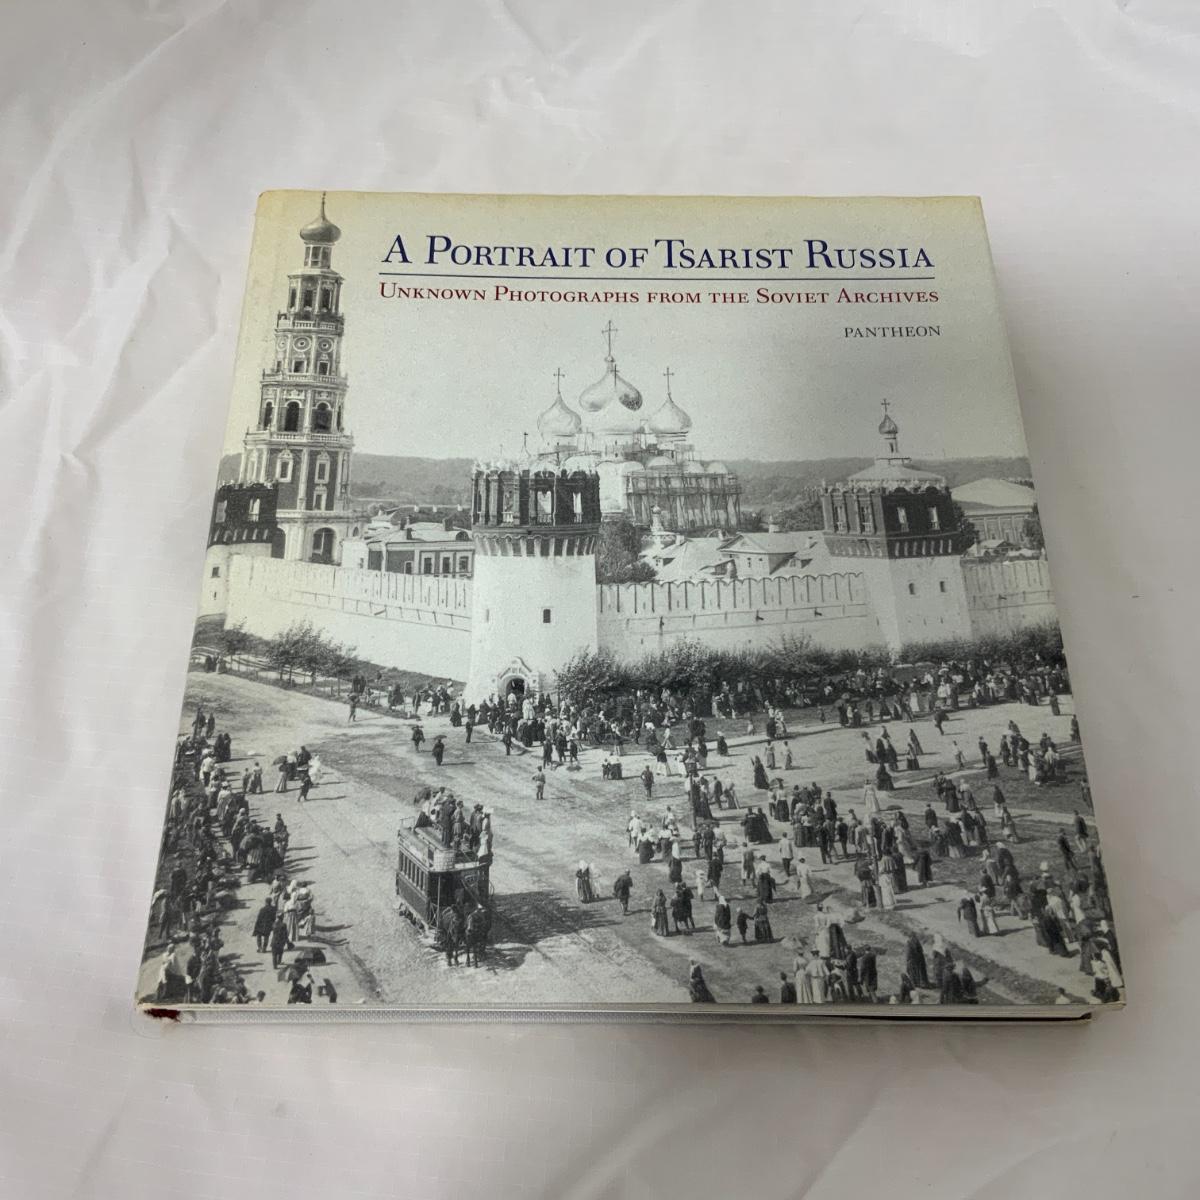 A Portrait of Tsarist Russia
Unknown Photographs from the Soviet Archives
PANTHEON